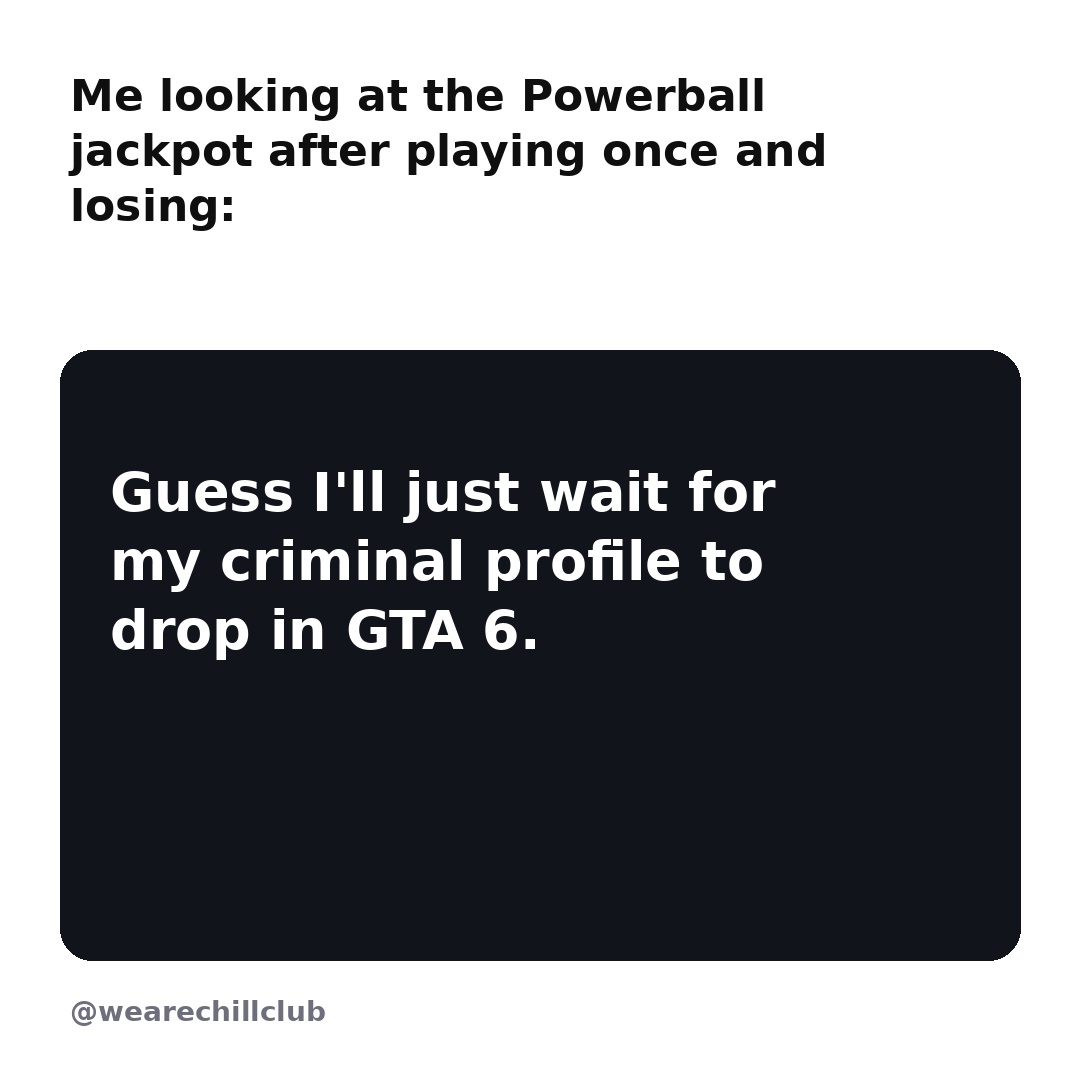 Me looking at the Powerball
jackpot after playing once and
losing:
Guess I'll just wait for
my criminal profile to
drop in GTA 6.
@wearechillclub